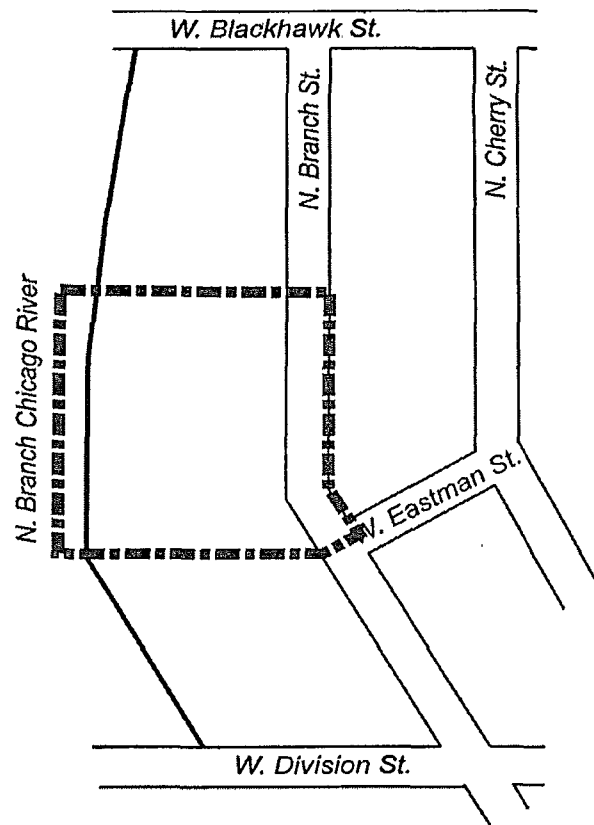 W. Blackhawk St.
N. Branch St.
N. Cherry St.
N. Branch Chicago River
W. Eastman St.
W. Division St.